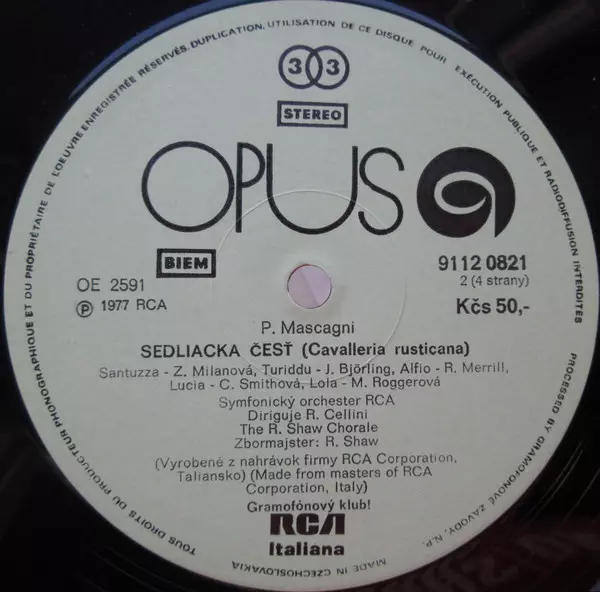 TOUS DROITS DU PRODUCTEUR PHONOGRAPHIQUE ET DU PROPRIÉTAIRE DE L'OEUVRE ENREGISTRÉE RÉSERVÉS. DUPLICATION, UTILISATION DE CE DISQUE POUR EXÉCUTION PUBLIQUE ET RADIODIFFUSION INTERDITES
33
STEREO
OPUS
BIEM
OE 2591
Ⓟ 1977 RCA
9112 0821
2 (4 strany)
Kčs 50,-
P. Mascagni
SEDLIACKA ČESŤ (Cavalleria rusticana)
Santuzza - Z. Milanová, Turiddu - J. Björling, Alfio - R. Merrill,
Lucia - C. Smithová, Lola - M. Roggerová
Symfonický orchester RCA
Diriguje R. Cellini
The R. Shaw Chorale
Zbormajster: R. Shaw
(Vyrobené z nahrávok firmy RCA Corporation,
Taliansko) (Made from masters of RCA
Corporation, Italy)
Gramofónový klub!
RCA
Italiana
PROCESSED BY GRAMOFONOVÉ ZÁVODY, N.P.
MADE IN CZECHOSLOVAKIA